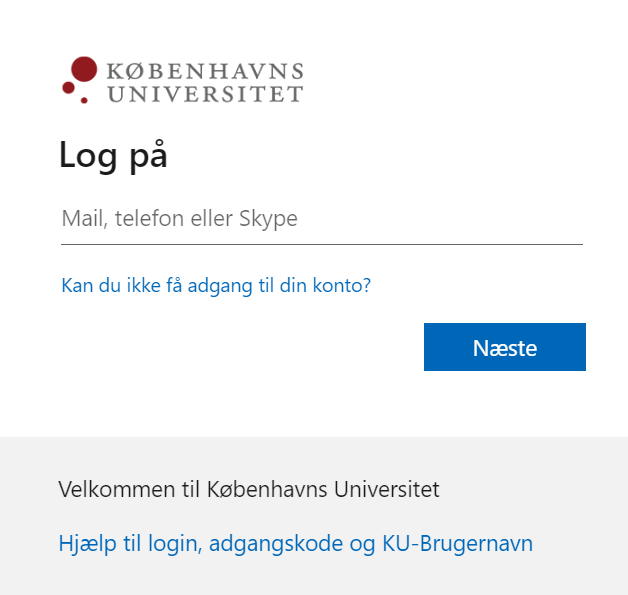 KØBENHAVNS
UNIVERSITET
Log på
Mail, telefon eller Skype
Kan du ikke få adgang til din konto?
Næste
Velkommen til Københavns Universitet
Hjælp til login, adgangskode og KU-Brugernavn